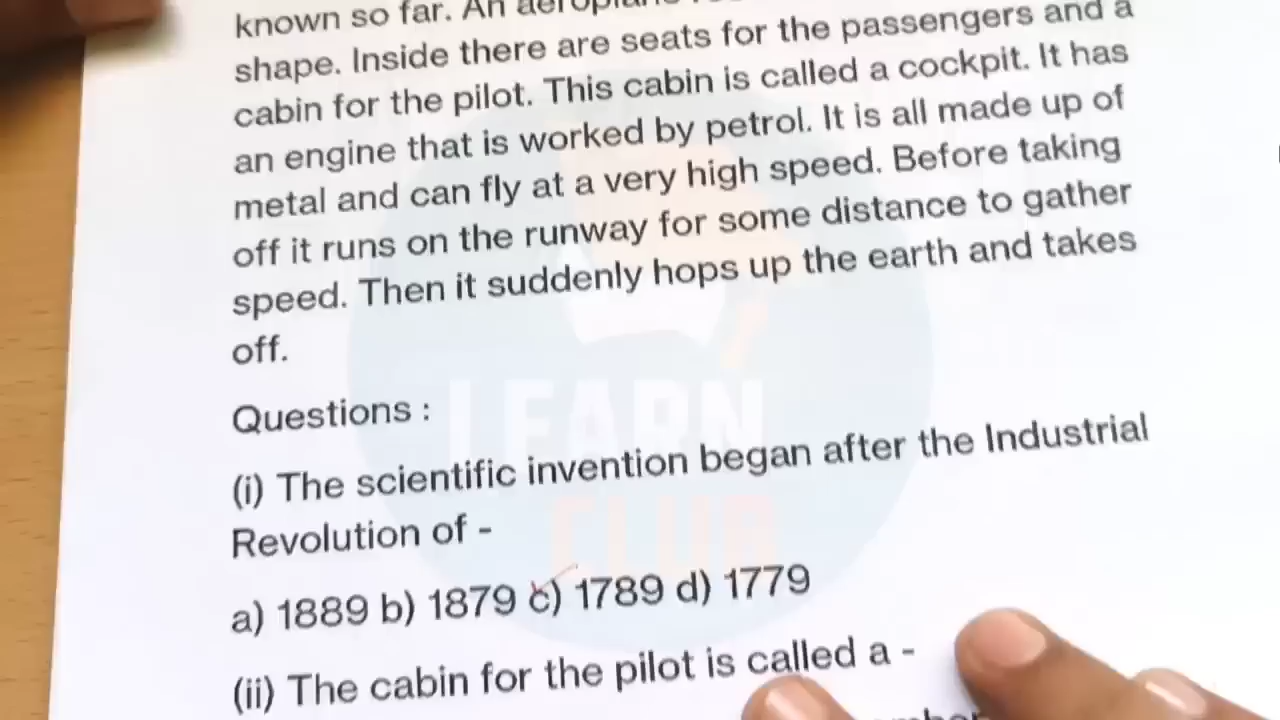 known so far. An
shape. Inside there are seats for the passengers and a
cabin for the pilot. This cabin is called a cockpit. It has
an engine that is worked by petrol. It is all made up of
metal and can fly at a very high speed. Before taking
off it runs on the runway for some distance to gather
speed. Then it suddenly hops up the earth and takes
off.
Questions :
(i) The scientific invention began after the Industrial
Revolution of -
a) 1889 b) 1879 c) 1789 d) 1779
(ii) The cabin for the pilot is called a -
LEARN
CLUB